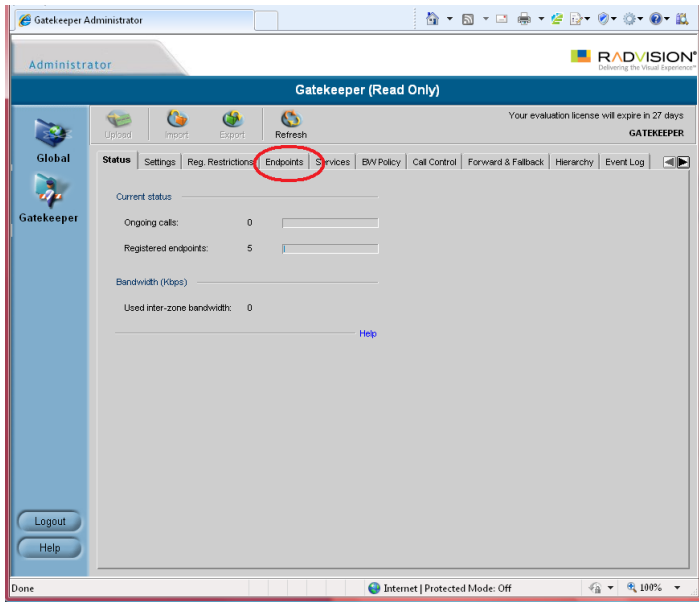 Gatekeeper Administrator
Administrator
RADVISION®
Delivering the Visual Experience™
Gatekeeper (Read Only)
Upload Import Export Refresh
Your evaluation license will expire in 27 days
GATEKEEPER
Global
Gatekeeper
Status Settings Reg. Restrictions Endpoints Services BW Policy Call Control Forward & Fallback Hierarchy Event Log
Current status
Ongoing calls: 0
Registered endpoints: 5
Bandwidth (Kbps)
Used inter-zone bandwidth: 0
Help
Logout
Help
Done Internet | Protected Mode: Off 100%